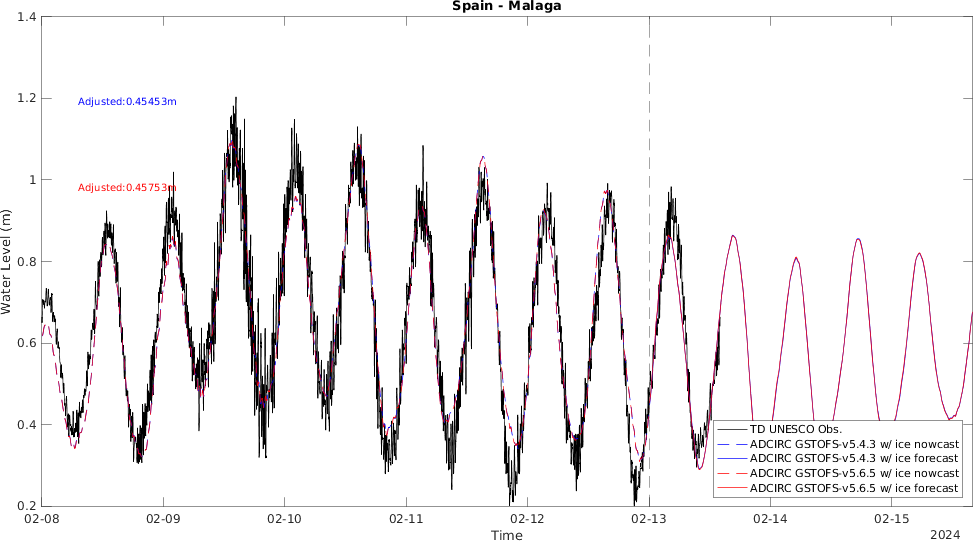 Spain - Malaga
1.4
1.2
Adjusted:0.45453m
1
Adjusted:0.45753m
0.8
Water Level (m)
0.6
0.4
0.2
TD UNESCO Obs.
ADCIRC GSTOFS-v5.4.3 w/ ice nowcast
ADCIRC GSTOFS-v5.4.3 w/ ice forecast
ADCIRC GSTOFS-v5.6.5 w/ ice nowcast
ADCIRC GSTOFS-v5.6.5 w/ ice forecast
02-08 02-09 02-10 02-11 02-12 02-13 02-14 02-15
Time
2024